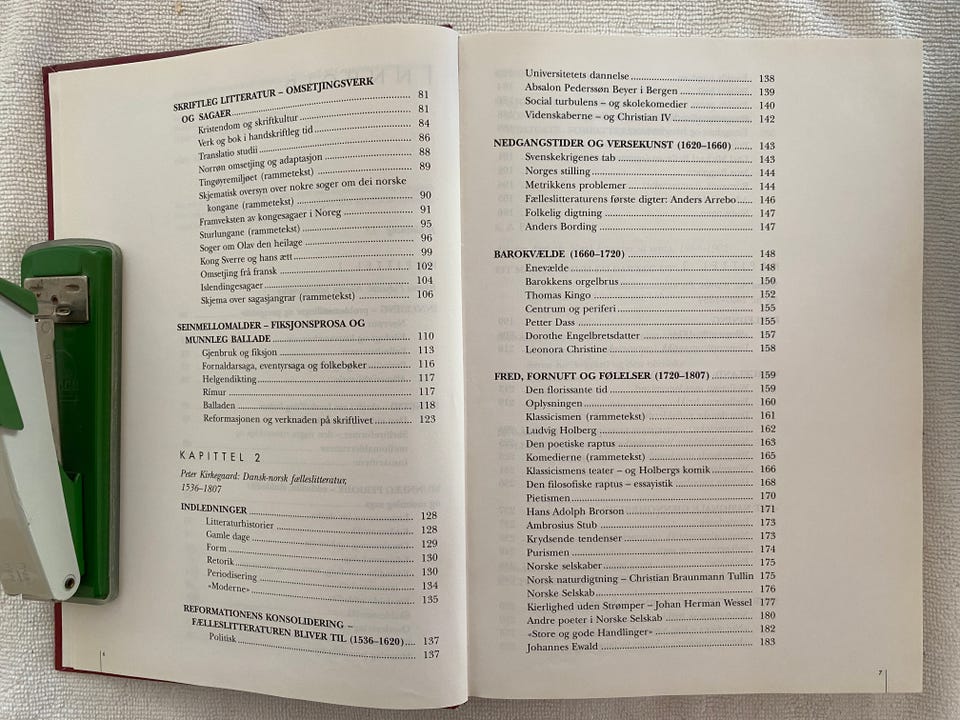 SKRIFTLEG LITTERATUR – OMSETJINGSVERK
OG SAGAER 81
Kristendom og skriftkultur 81
Verk og bok i handskriftleg tid 84
Translatio studii 86
Norrøn omsetjing og adaptasjon 88
Tingøyremiljøet (rammetekst) 89
Skjematisk oversyn over nokre soger om dei norske
kongane (rammetekst) 90
Framveksten av kongesagaer i Noreg 91
Sturlungane (rammetekst) 95
Soger om Olav den heilage 96
Kong Sverre og hans ætt 99
Omsetjing frå fransk 102
Islendingesagaer 104
Skjema over sagasjangrar (rammetekst) 106
SEINMELLOMALDER – FIKSJONSPROSA OG
MUNNLEG BALLADE 110
Gjenbruk og fiksjon 113
Fornaldarsaga, eventyrsaga og folkebøker 116
Helgendikting 117
Rímur 117
Balladen 118
Reformasjonen og verknaden på skriftlivet 123
KAPITTEL 2
Peter Kirkegaard: Dansk-norsk fælleslitteratur,
1536–1807
INDLEDNINGER 128
Litteraturhistorier 128
Gamle dage 129
Form 130
Retorik 130
Periodisering 134
«Moderne» 135
REFORMATIONENS KONSOLIDERING –
FÆLLESLITTERATUREN BLIVER TIL (1536–1620) 137
Politisk 137
6
Universitetets dannelse 138
Absalon Pederssøn Beyer i Bergen 139
Social turbulens – og skolekomedier 140
Videnskaberne – og Christian IV 142
NEDGANGSTIDER OG VERSEKUNST (1620–1660) 143
Svenskekrigenes tab 143
Norges stilling 144
Metrikkens problemer 144
Fælleslitteraturens første digter: Anders Arrebo 146
Folkelig digtning 147
Anders Bording 147
BAROKVÆLDE (1660–1720) 148
Enevælde 148
Barokkens orgelbrus 150
Thomas Kingo 152
Centrum og periferi 155
Petter Dass 155
Dorothe Engelbretsdatter 157
Leonora Christine 158
FRED, FORNUFT OG FØLELSER (1720–1807) 159
Den florissante tid 159
Oplysningen 160
Klassicismen (rammetekst) 161
Ludvig Holberg 162
Den poetiske raptus 163
Komedierne (rammetekst) 165
Klassicismens teater – og Holbergs komik 166
Den filosofiske raptus – essayistik 168
Pietismen 170
Hans Adolph Brorson 171
Ambrosius Stub 173
Krydsende tendenser 173
Purismen 174
Norske selskaber 175
Norsk naturdigtning – Christian Braunmann Tullin 175
Norske Selskab 176
Kierlighed uden Strømper – Johan Herman Wessel 177
Andre poeter i Norske Selskab 180
«Store og gode Handlinger» 182
Johannes Ewald 183
7